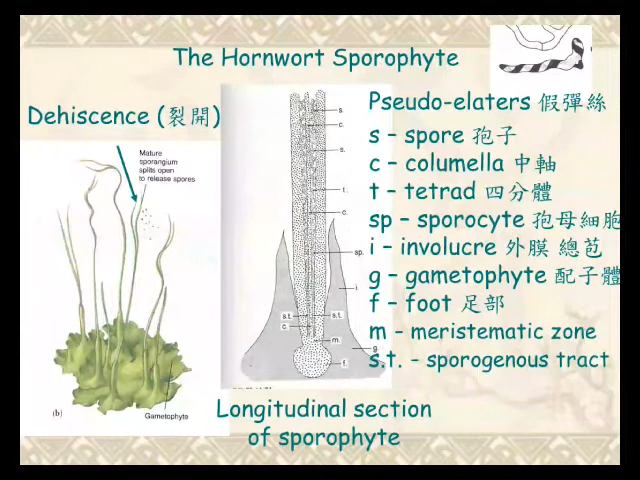 The Hornwort Sporophyte
Dehiscence (裂開)
Mature
sporangium
splits open
to release spores
(b)
Gametophyte
s.
c.
s.
t.
c.
sp.
i.
s.t.
s.t.
c.
m.
g.
f.
Pseudo-elaters 假彈絲
s – spore 孢子
c – columella 中軸
t – tetrad 四分體
sp – sporocyte 孢母細胞
i – involucre 外膜 總苞
g – gametophyte 配子體
f – foot 足部
m – meristematic zone
s.t. – sporogenous tract
Longitudinal section
of sporophyte